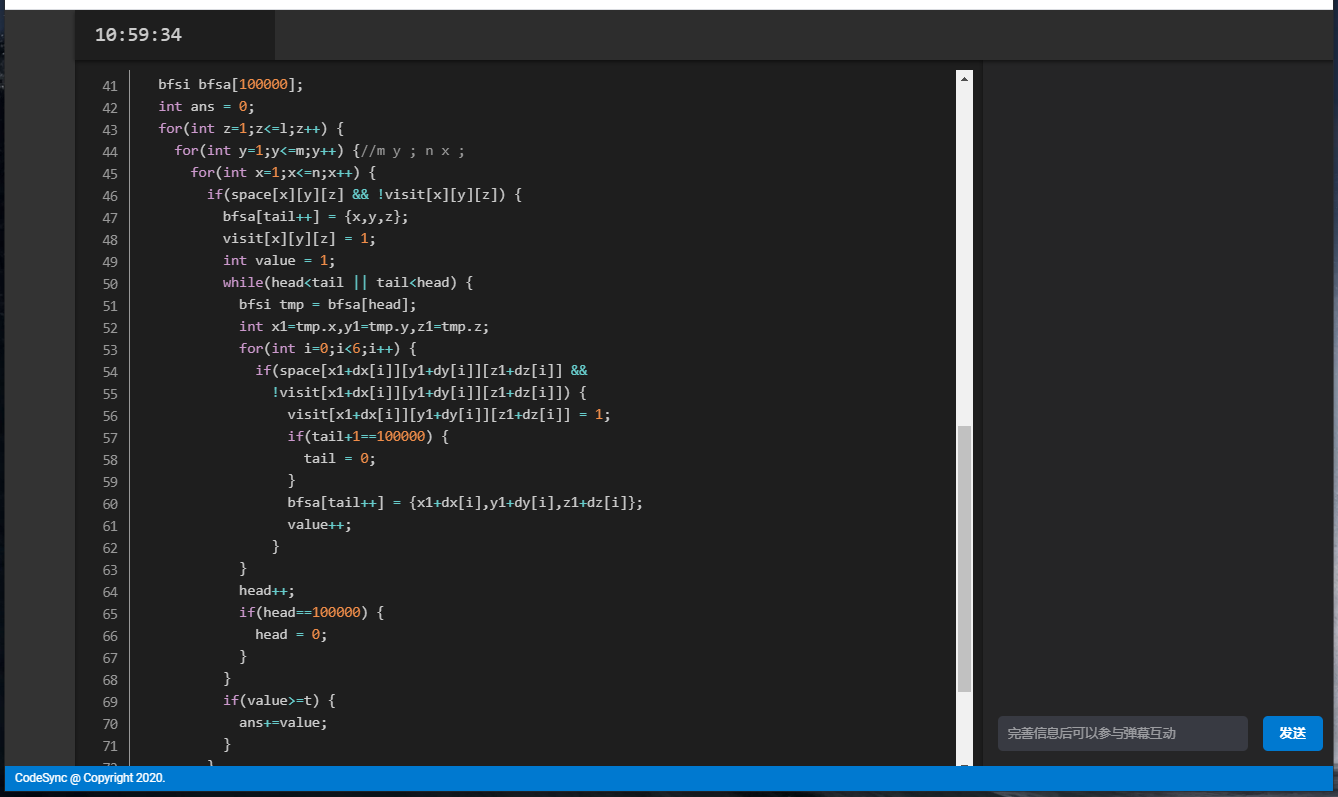 10:59:34
41 bfsi bfsa[100000];
42 int ans = 0;
43 for(int z=1;z<=l;z++) {
44 for(int y=1;y<=m;y++) {//m y ; n x ;
45 for(int x=1;x<=n;x++) {
46 if(space[x][y][z] && !visit[x][y][z]) {
47 bfsa[tail++] = {x,y,z};
48 visit[x][y][z] = 1;
49 int value = 1;
50 while(head<tail || tail<head) {
51 bfsi tmp = bfsa[head];
52 int x1=tmp.x,y1=tmp.y,z1=tmp.z;
53 for(int i=0;i<6;i++) {
54 if(space[x1+dx[i]][y1+dy[i]][z1+dz[i]] &&
55 !visit[x1+dx[i]][y1+dy[i]][z1+dz[i]]) {
56 visit[x1+dx[i]][y1+dy[i]][z1+dz[i]] = 1;
57 if(tail+1==100000) {
58 tail = 0;
59 }
60 bfsa[tail++] = {x1+dx[i],y1+dy[i],z1+dz[i]};
61 value++;
62 }
63 }
64 head++;
65 if(head==100000) {
66 head = 0;
67 }
68 }
69 if(value>=t) {
70 ans+=value;
71 }
72 }
完善信息后可以参与弹幕互动
发送
CodeSync @ Copyright 2020.